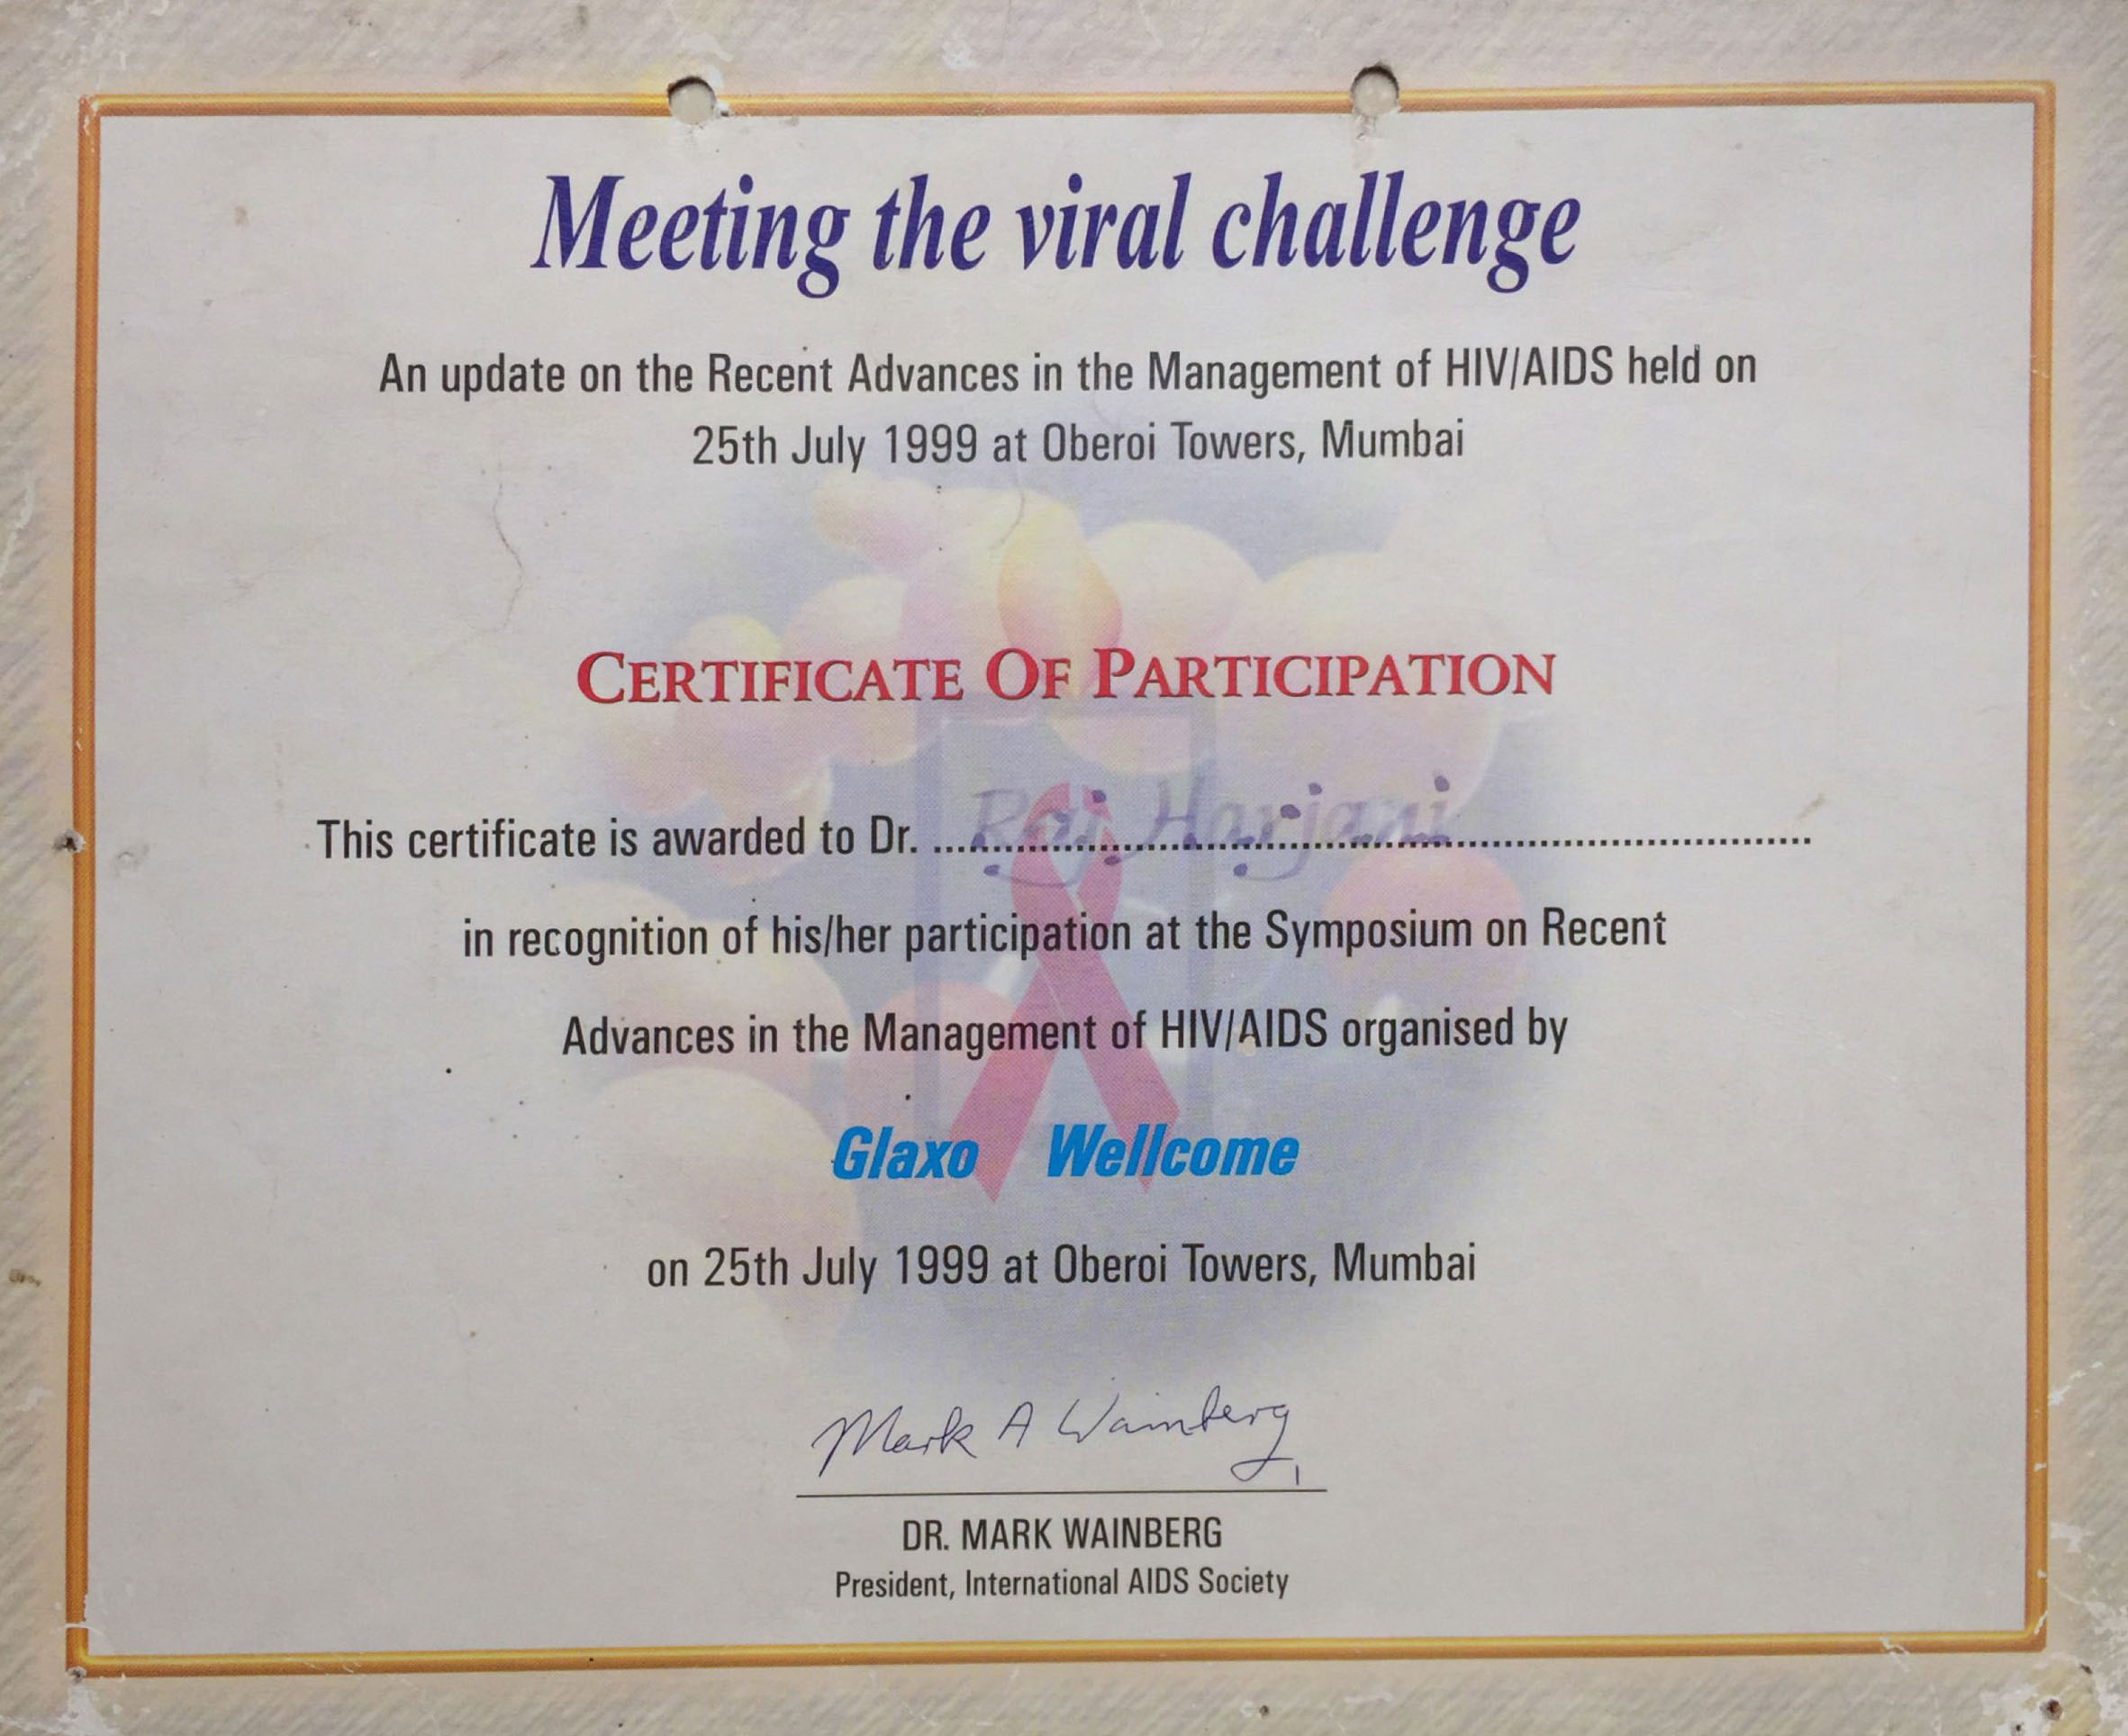 Meeting the viral challenge
An update on the Recent Advances in the Management of HIV/AIDS held on
25th July 1999 at Oberoi Towers, Mumbai
CERTIFICATE OF PARTICIPATION
This certificate is awarded to Dr. Raj Harjani
in recognition of his/her participation at the Symposium on Recent
Advances in the Management of HIV/AIDS organised by
Glaxo Wellcome
on 25th July 1999 at Oberoi Towers, Mumbai
Mark A Wainberg
DR. MARK WAINBERG
President, International AIDS Society